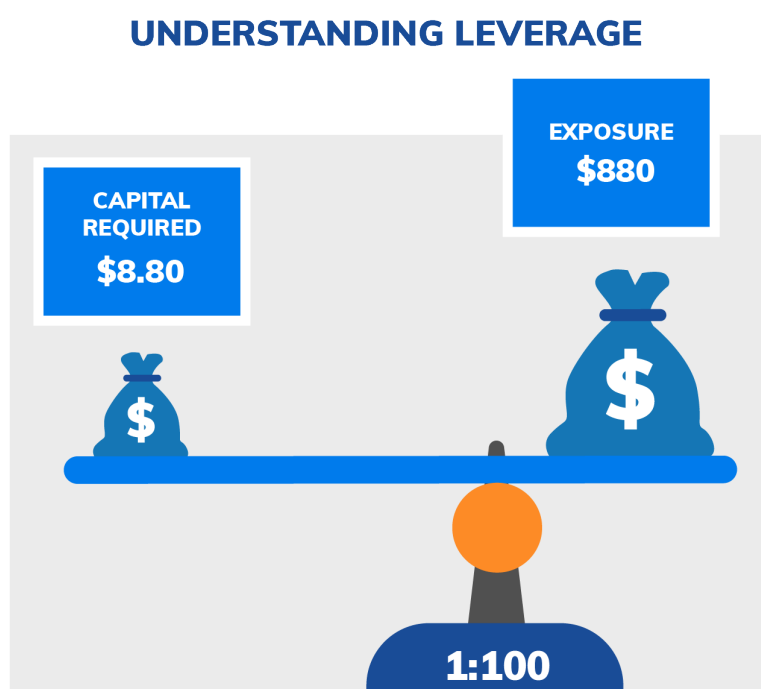 UNDERSTANDING LEVERAGE
EXPOSURE
$880
CAPITAL
REQUIRED
$8.80
$
$
1:100